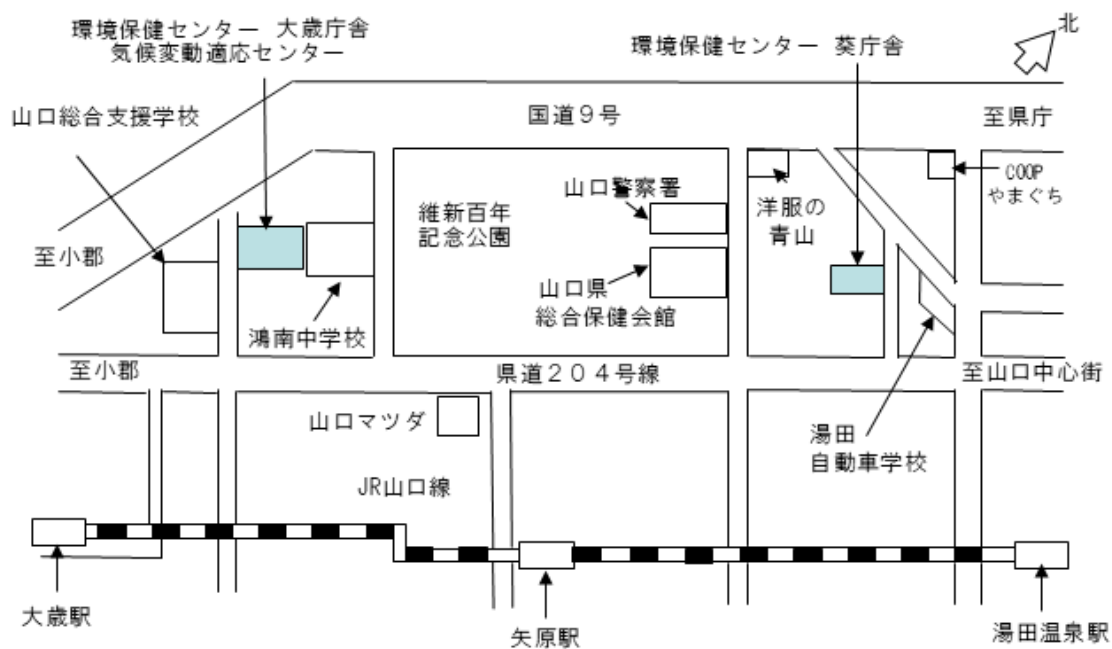 環境保健センター 大歳庁舎
気候変動適応センター
環境保健センター 葵庁舎
北
山口総合支援学校
国道９号
至県庁
山口警察署
COOP
やまぐち
維新百年
記念公園
洋服の
青山
至小郡
山口県
総合保健会館
鴻南中学校
至小郡
県道２０４号線
至山口中心街
山口マツダ
湯田
自動車学校
JR山口線
大歳駅
矢原駅
湯田温泉駅